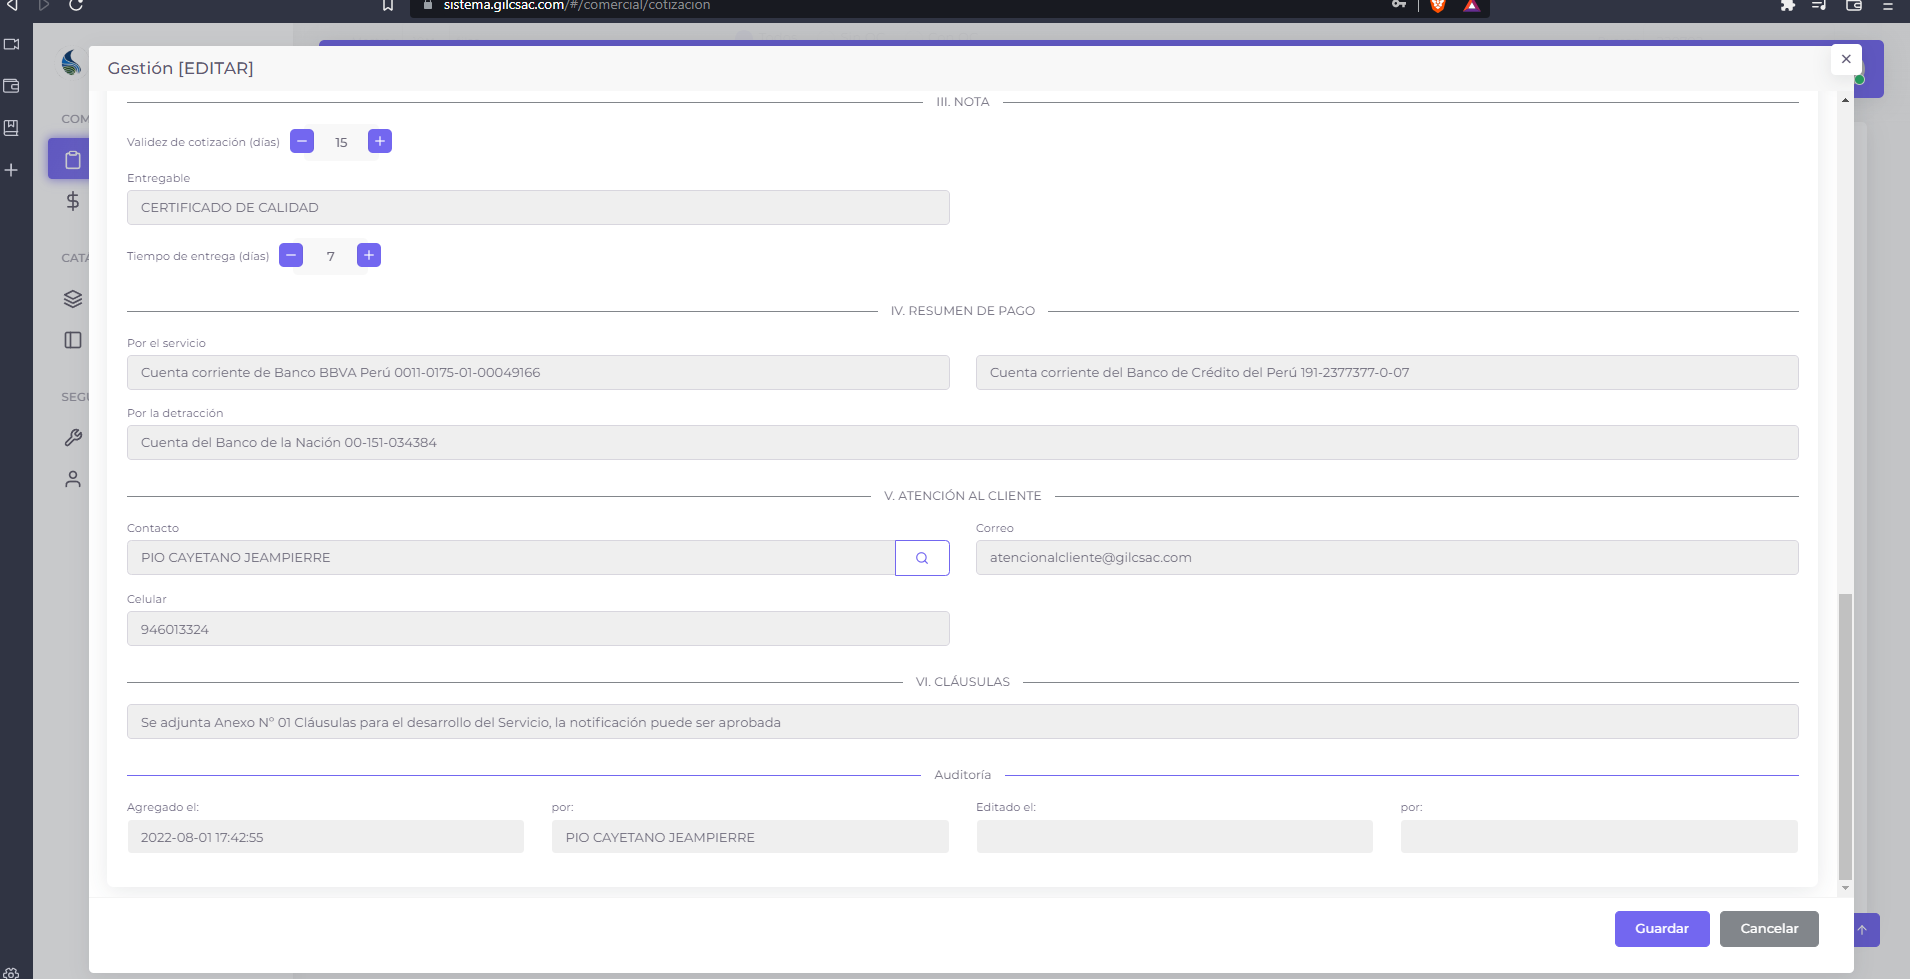 sistema.gilcsac.com/#/comercial/cotizacion
Gestión [EDITAR]
COM
CATA
SEGU
III. NOTA
Validez de cotización (días) − 15 +
Entregable
CERTIFICADO DE CALIDAD
Tiempo de entrega (días) − 7 +
IV. RESUMEN DE PAGO
Por el servicio
Cuenta corriente de Banco BBVA Perú 0011-0175-01-00049166 Cuenta corriente del Banco de Crédito del Perú 191-2377377-0-07
Por la detracción
Cuenta del Banco de la Nación 00-151-034384
V. ATENCIÓN AL CLIENTE
Contacto Correo
PIO CAYETANO JEAMPIERRE atencionalcliente@gilcsac.com
Celular
946013324
VI. CLÁUSULAS
Se adjunta Anexo Nº 01 Cláusulas para el desarrollo del Servicio, la notificación puede ser aprobada
Auditoría
Agregado el: por: Editado el: por:
2022-08-01 17:42:55 PIO CAYETANO JEAMPIERRE
Guardar Cancelar